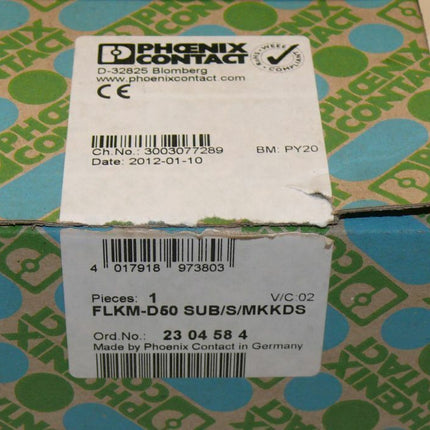 PHŒNIX
CONTACT
D-32825 Blomberg
www.phoenixcontact.com
CE
Ch.No.: 3003077289
BM: PY20
Date: 2012-01-10
4 017918 973803
Pieces: 1
V/C:02
FLKM-D50 SUB/S/MKKDS
Ord.No.: 23 04 58 4
Made by Phoenix Contact in Germany